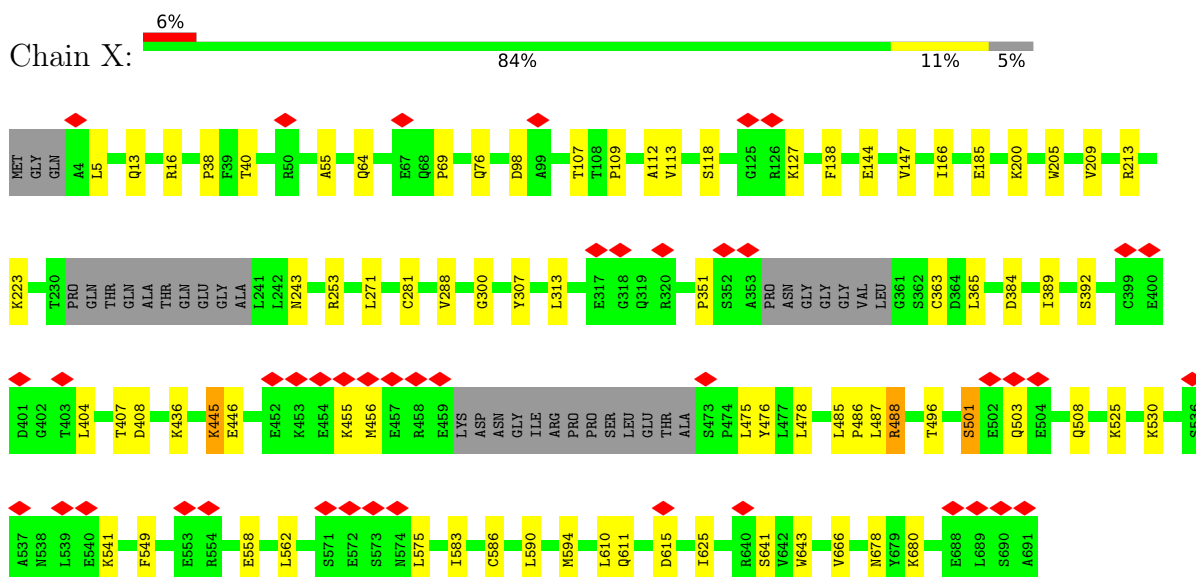 6%
Chain X:
84% 11% 5%
MET GLY GLN A4 L5 Q13 R16 P38 F39 T40 R50 A55 Q64 E67 Q68 P69 Q76 D98 A99 T107 T108 P109 A112 V113 S118 G125 R126 K127 F138 E144 V147 I166 E185 K200 W205 V209 R213
K223 T230 PRO GLN THR GLN ALA THR GLN GLU GLY ALA L241 L242 N243 R253 L271 C281 V288 G300 Y307 L313 E317 G318 Q319 R320 P351 S352 A353 PRO ASN GLY GLY GLY VAL LEU G361 S362 C363 D364 L365 D384 I389 S392 C399 E400
D401 G402 T403 L404 T407 D408 K436 K445 E446 E452 K453 E454 K455 M456 E457 R458 E459 LYS ASP ASN GLY ILE ARG PRO PRO SER LEU GLU THR ALA S473 P474 L475 Y476 L477 L478 L485 P486 L487 R488 T496 S501 E502 Q503 E504 Q508 K525 K530 S536
A537 N538 L539 E540 K541 F549 E553 R554 E558 L562 S571 E572 S573 N574 L575 I583 C586 L590 M594 L610 Q611 D615 I625 R640 S641 V642 W643 V666 N678 Y679 K680 E688 L689 S690 A691